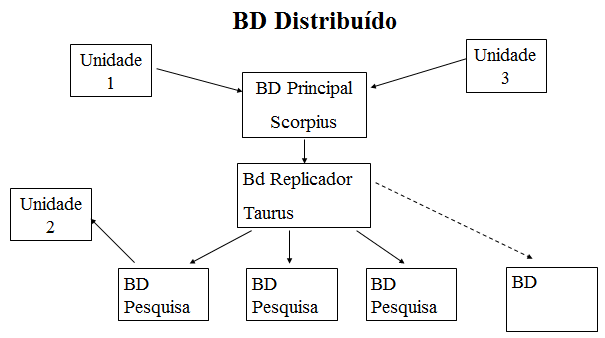 BD Distribuído
Unidade
1
Unidade
3
BD Principal
Scorpius
Bd Replicador
Taurus
Unidade
2
BD
Pesquisa
BD
Pesquisa
BD
Pesquisa
BD